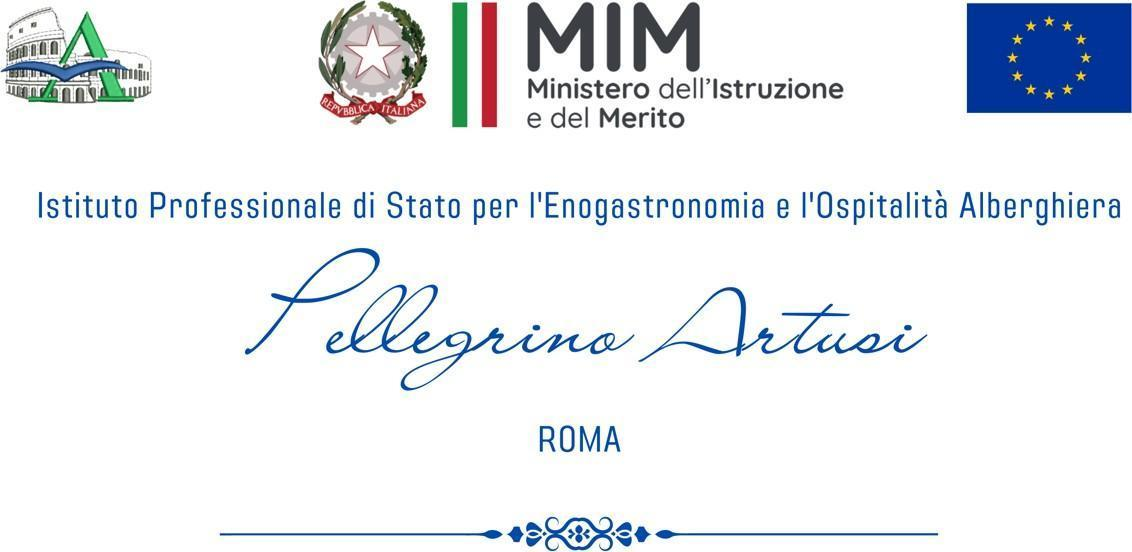 REPVBBLICA ITALIANA
MIM
Ministero dell'Istruzione
e del Merito
Istituto Professionale di Stato per l'Enogastronomia e l'Ospitalità Alberghiera
Pellegrino Artusi
ROMA